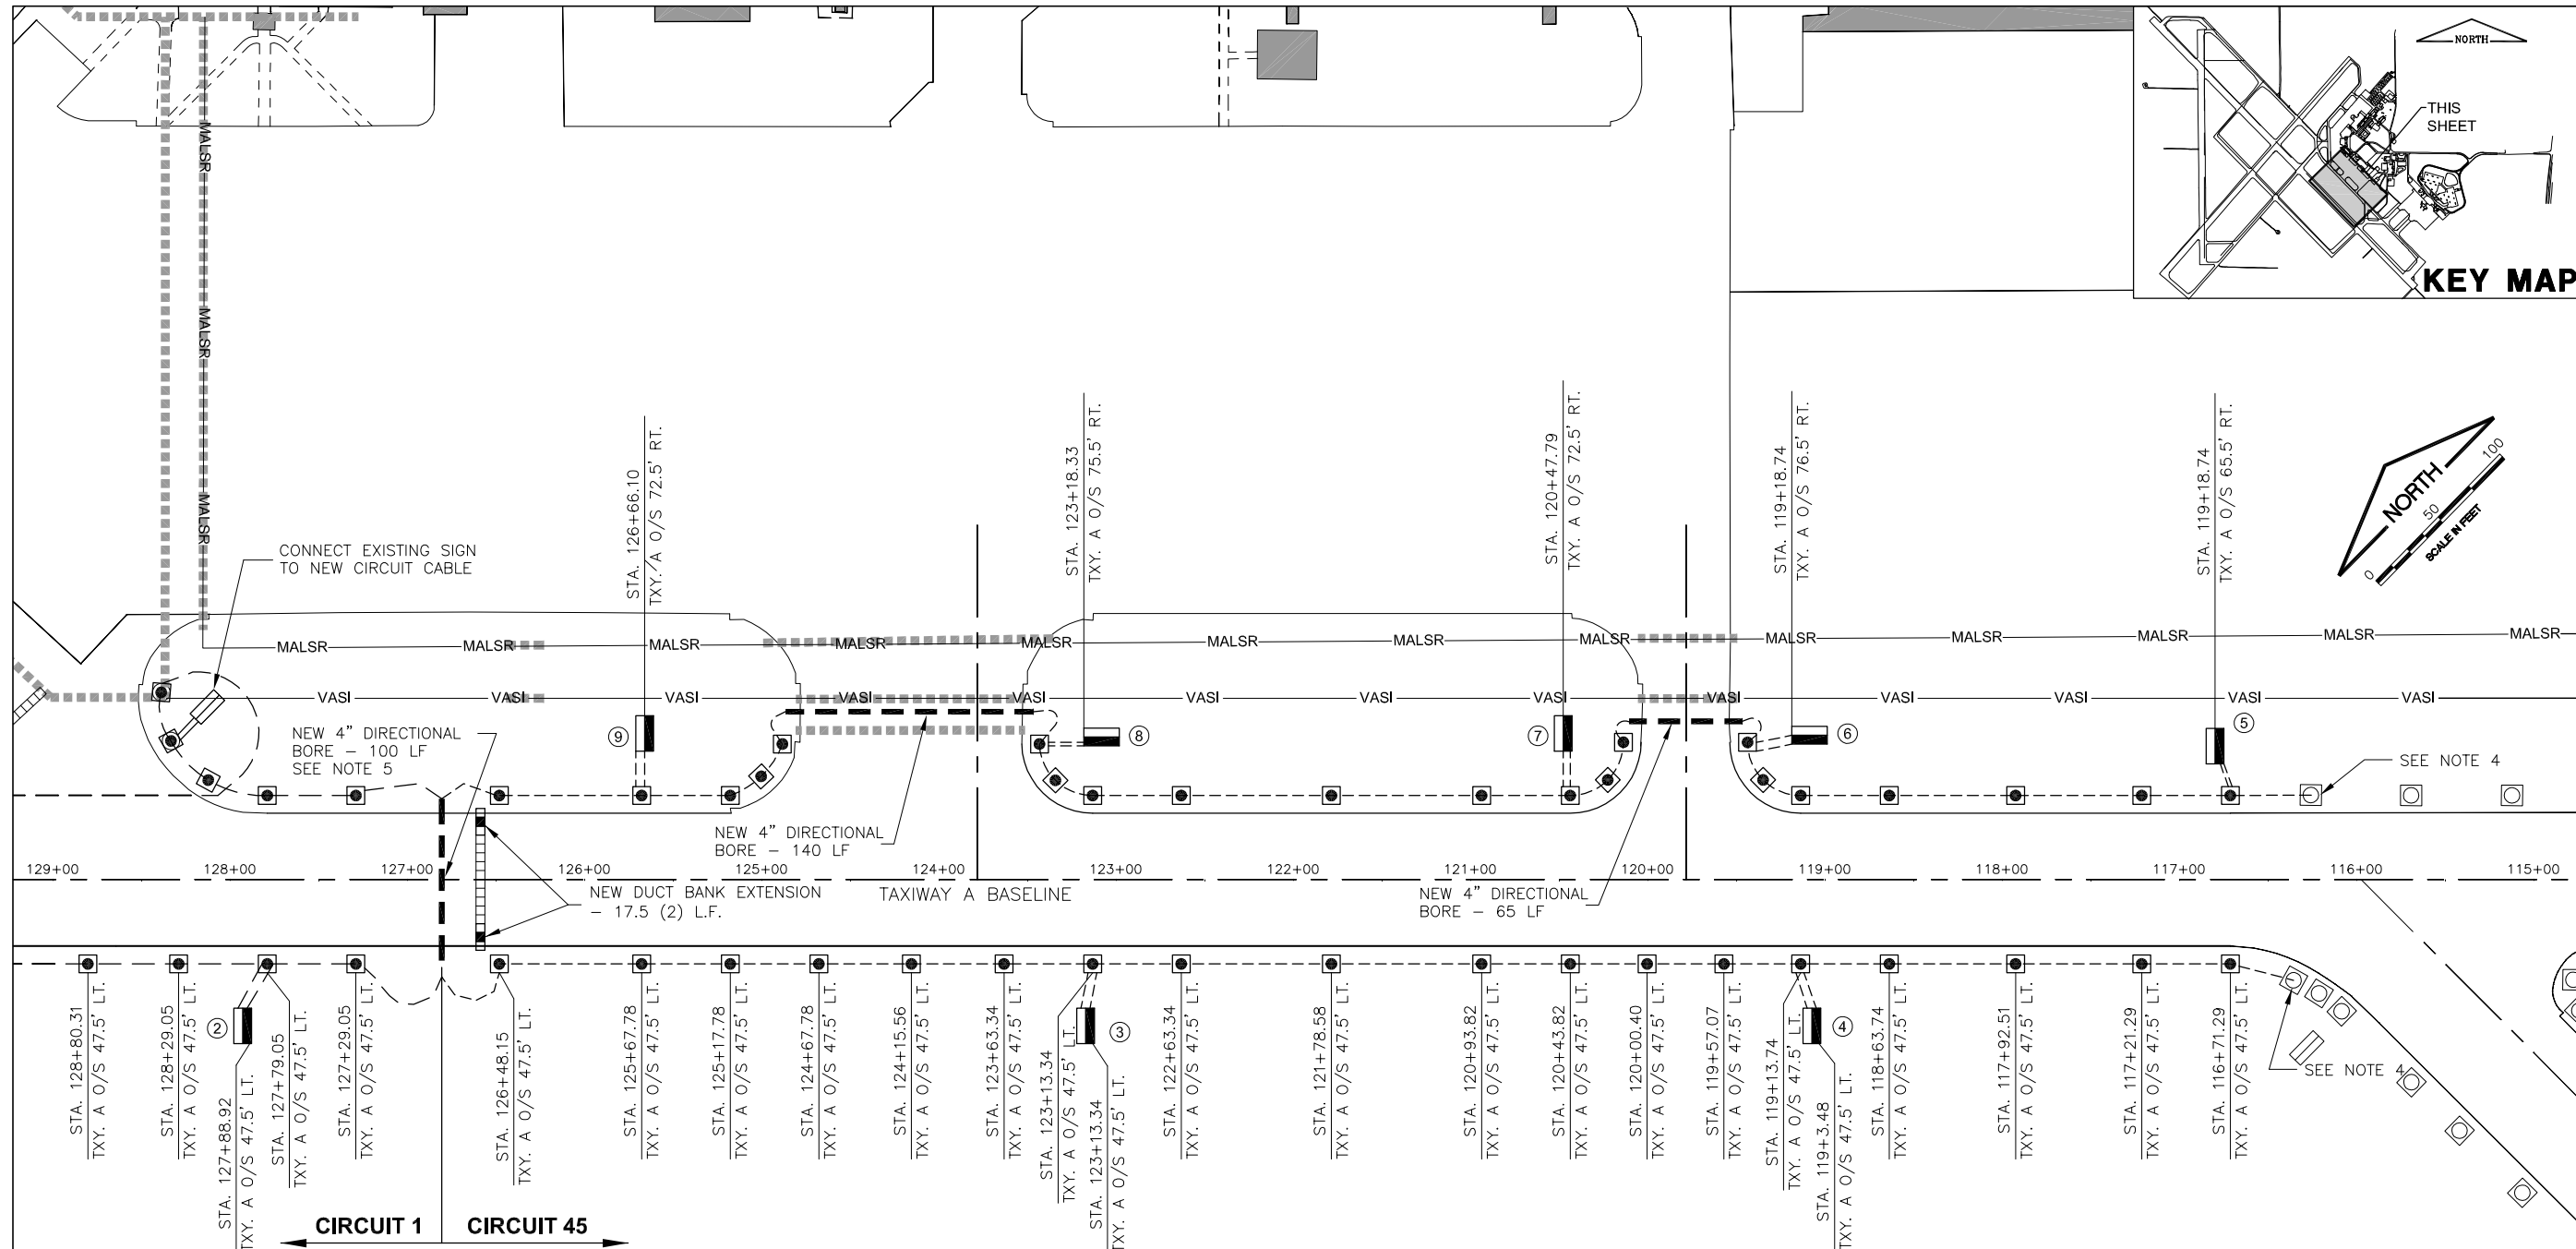 NORTH
THIS
SHEET
KEY MAP
MALSR
MALSR
MALSR
CONNECT EXISTING SIGN
TO NEW CIRCUIT CABLE
STA. 126+66.10
TXY. A O/S 72.5' RT.
STA. 123+18.33
TXY. A O/S 75.5' RT.
STA. 120+47.79
TXY. A O/S 72.5' RT.
STA. 119+18.74
TXY. A O/S 76.5' RT.
STA. 119+18.74
TXY. A O/S 65.5' RT.
NORTH
0 50 100
SCALE IN FEET
MALSR MALSR MALSR MALSR MALSR MALSR MALSR MALSR MALSR MALSR MALSR MALSR MALSR
VASI VASI VASI VASI VASI VASI VASI VASI VASI VASI VASI VASI VASI
NEW 4" DIRECTIONAL
BORE – 100 LF
SEE NOTE 5
9
8
7
6
5
SEE NOTE 4
NEW 4" DIRECTIONAL
BORE – 140 LF
129+00 128+00 127+00 126+00 125+00 124+00 123+00 122+00 121+00 120+00 119+00 118+00 117+00 116+00 115+00
NEW DUCT BANK EXTENSION
– 17.5 (2) L.F.
TAXIWAY A BASELINE
NEW 4" DIRECTIONAL
BORE – 65 LF
2
3
4
STA. 128+80.31
TXY. A O/S 47.5' LT.
STA. 128+29.05
TXY. A O/S 47.5' LT.
STA. 127+88.92
TXY. A O/S 47.5' LT.
STA. 127+79.05
TXY. A O/S 47.5' LT.
STA. 127+29.05
TXY. A O/S 47.5' LT.
STA. 126+48.15
TXY. A O/S 47.5' LT.
STA. 125+67.78
TXY. A O/S 47.5' LT.
STA. 125+17.78
TXY. A O/S 47.5' LT.
STA. 124+67.78
TXY. A O/S 47.5' LT.
STA. 124+15.56
TXY. A O/S 47.5' LT.
STA. 123+63.34
TXY. A O/S 47.5' LT.
STA. 123+13.34
TXY. A O/S 47.5' LT.
STA. 123+13.34
TXY. A O/S 47.5' LT.
STA. 122+63.34
TXY. A O/S 47.5' LT.
STA. 121+78.58
TXY. A O/S 47.5' LT.
STA. 120+93.82
TXY. A O/S 47.5' LT.
STA. 120+43.82
TXY. A O/S 47.5' LT.
STA. 120+00.40
TXY. A O/S 47.5' LT.
STA. 119+57.07
TXY. A O/S 47.5' LT.
STA. 119+13.74
TXY. A O/S 47.5' LT.
STA. 119+3.48
TXY. A O/S 47.5' LT.
STA. 118+63.74
TXY. A O/S 47.5' LT.
STA. 117+92.51
TXY. A O/S 47.5' LT.
STA. 117+21.29
TXY. A O/S 47.5' LT.
STA. 116+71.29
TXY. A O/S 47.5' LT.
SEE NOTE 4
CIRCUIT 1
CIRCUIT 45